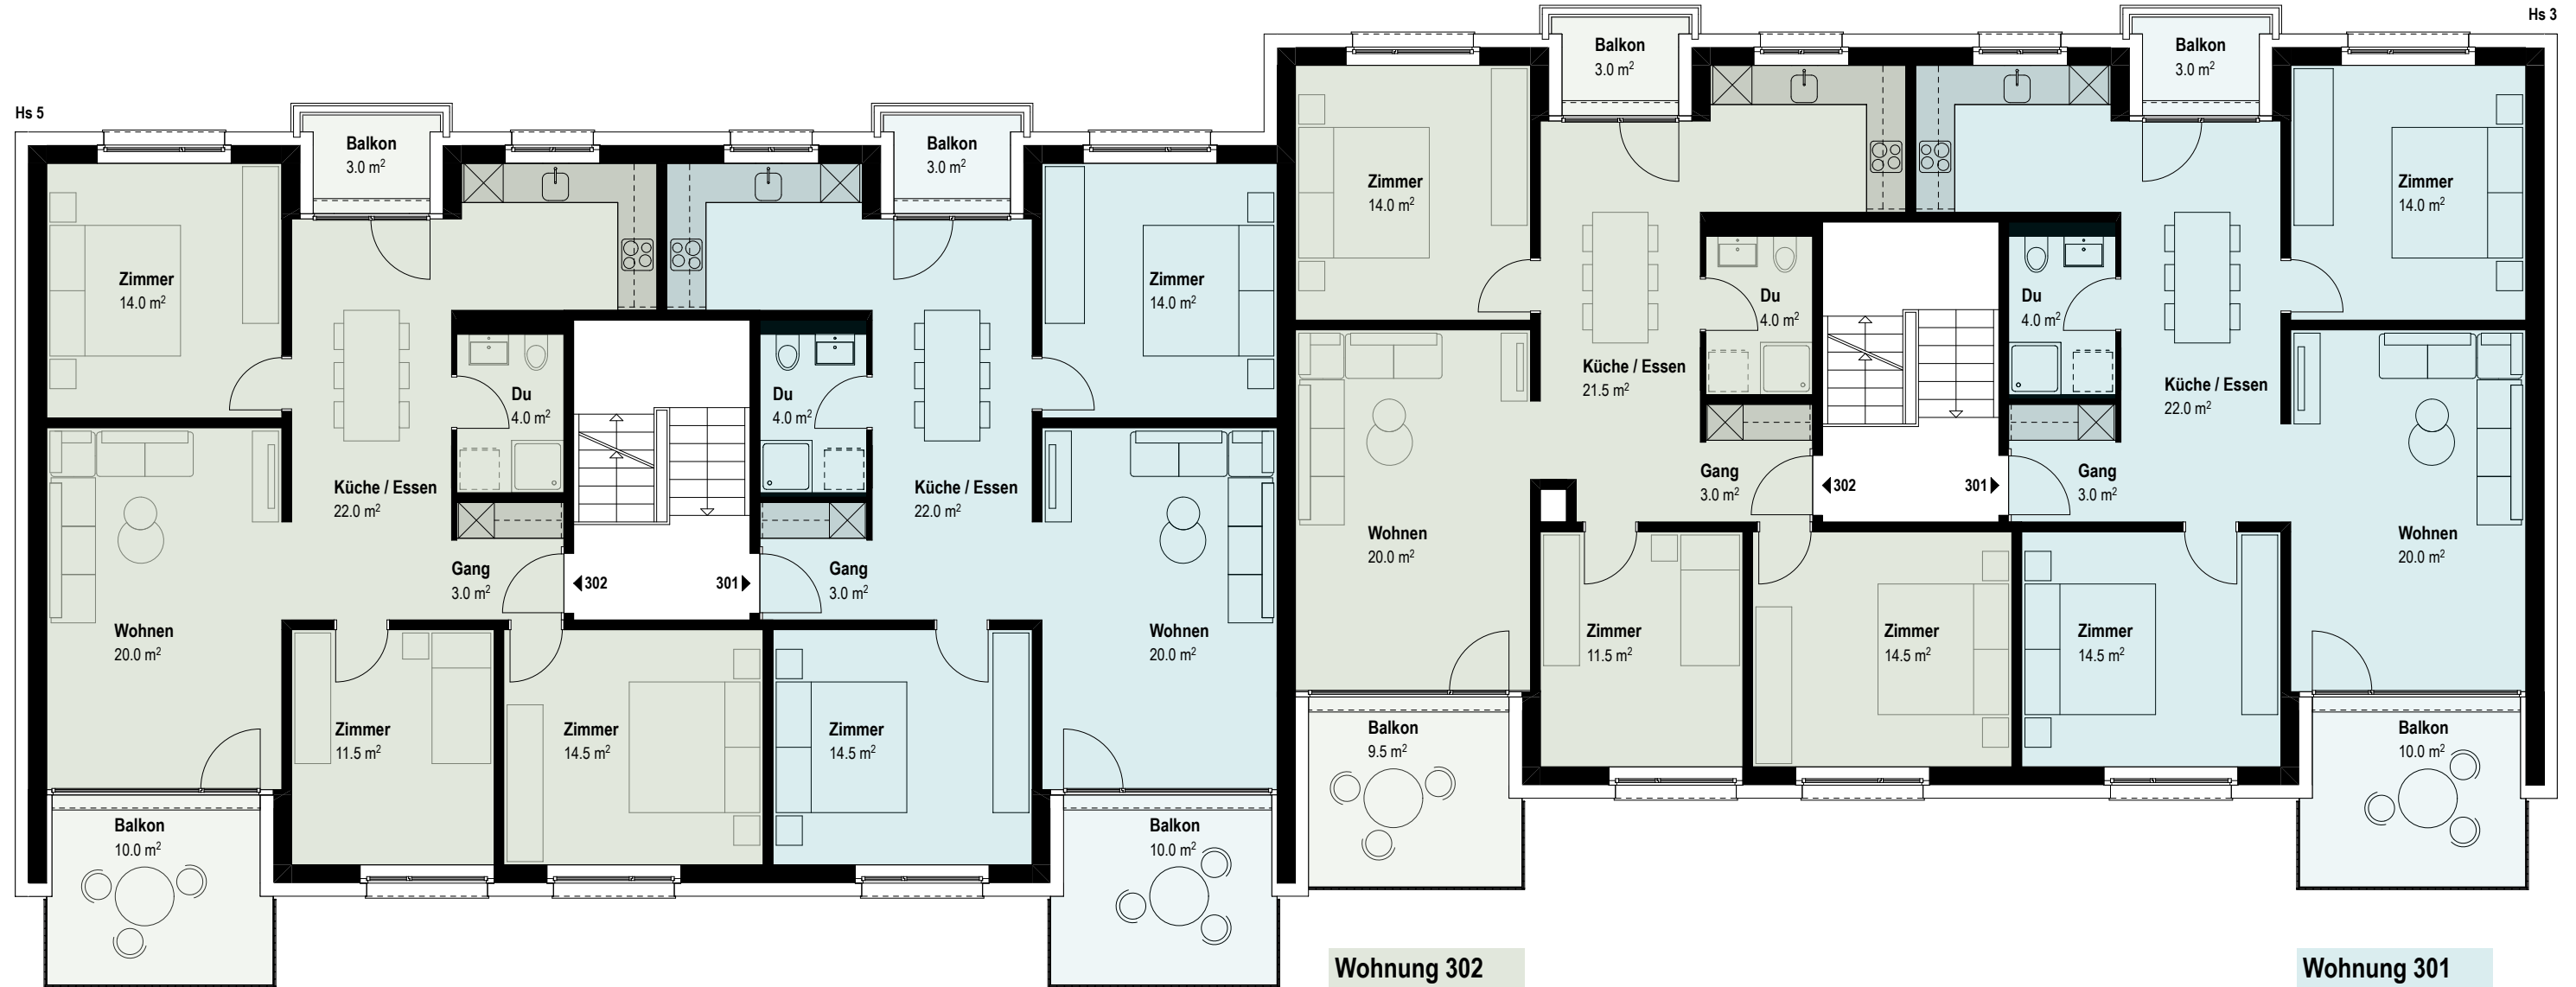 Hs 5
Hs 3
Balkon
3.0 m²
Balkon
3.0 m²
Balkon
3.0 m²
Balkon
3.0 m²
Zimmer
14.0 m²
Zimmer
14.0 m²
Zimmer
14.0 m²
Zimmer
14.0 m²
Du
4.0 m²
Du
4.0 m²
Du
4.0 m²
Du
4.0 m²
Küche / Essen
22.0 m²
Küche / Essen
22.0 m²
Küche / Essen
21.5 m²
Küche / Essen
22.0 m²
Gang
3.0 m²
302
301
Gang
3.0 m²
Gang
3.0 m²
302
301
Gang
3.0 m²
Wohnen
20.0 m²
Wohnen
20.0 m²
Wohnen
20.0 m²
Wohnen
20.0 m²
Zimmer
11.5 m²
Zimmer
14.5 m²
Zimmer
14.5 m²
Zimmer
11.5 m²
Zimmer
14.5 m²
Zimmer
14.5 m²
Balkon
10.0 m²
Balkon
10.0 m²
Balkon
9.5 m²
Balkon
10.0 m²
Wohnung 302
Wohnung 301